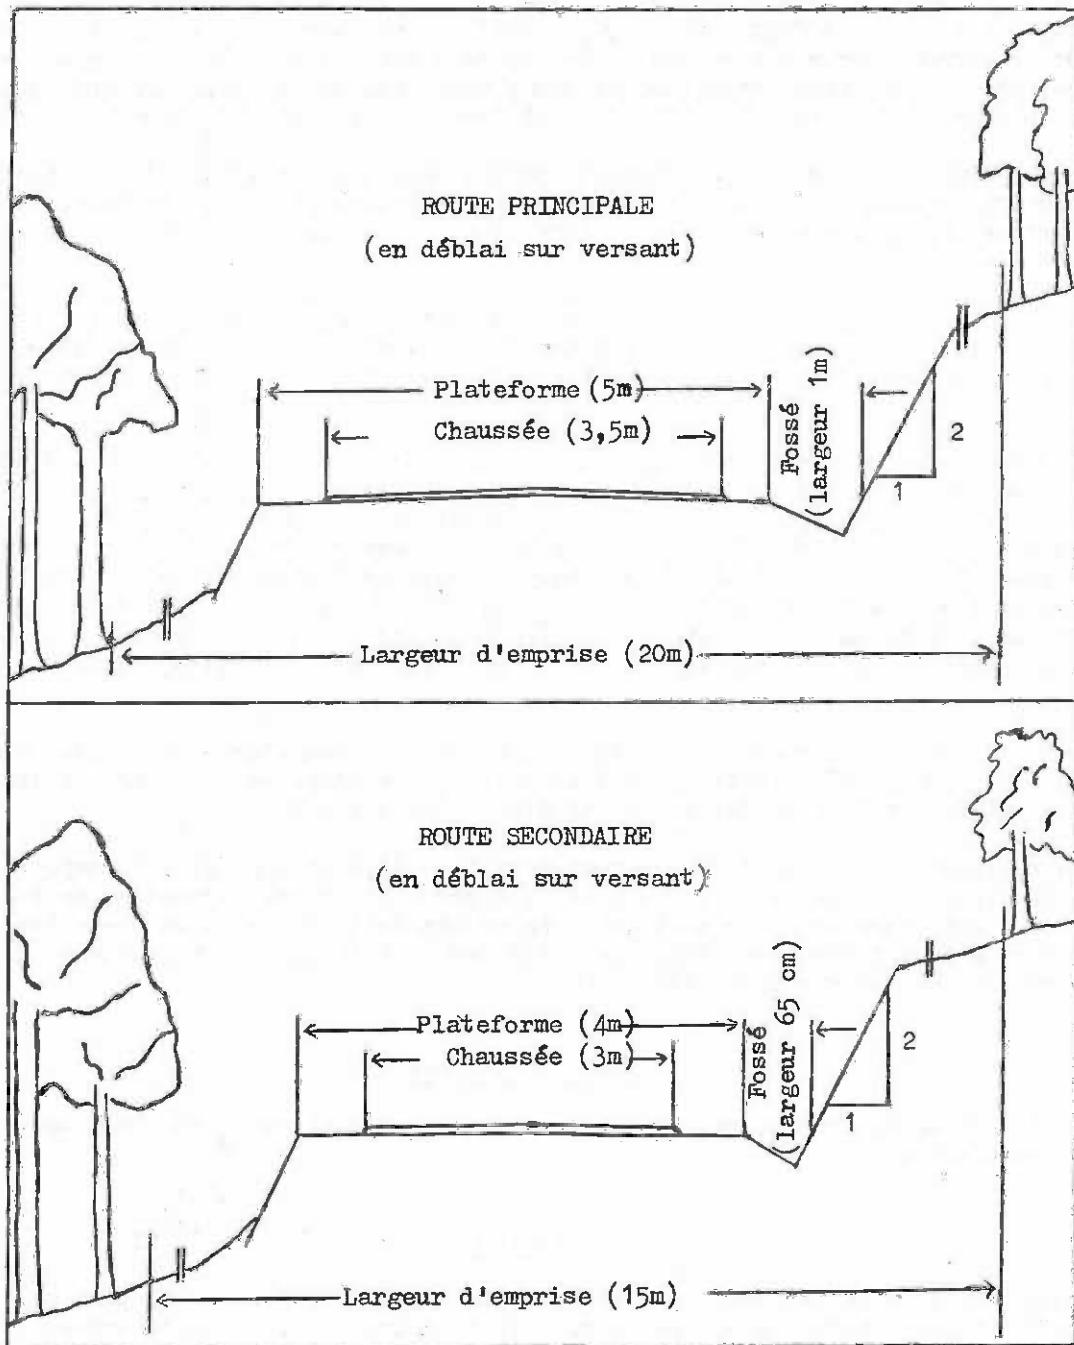 ROUTE PRINCIPALE
(en déblai sur versant)
Plateforme (5m)
Chaussée (3,5m)
Fossé
(largeur 1m)
2
1
Largeur d'emprise (20m)
ROUTE SECONDAIRE
(en déblai sur versant)
Plateforme (4m)
Chaussée (3m)
Fossé
(largeur 65 cm)
2
1
Largeur d'emprise (15m)